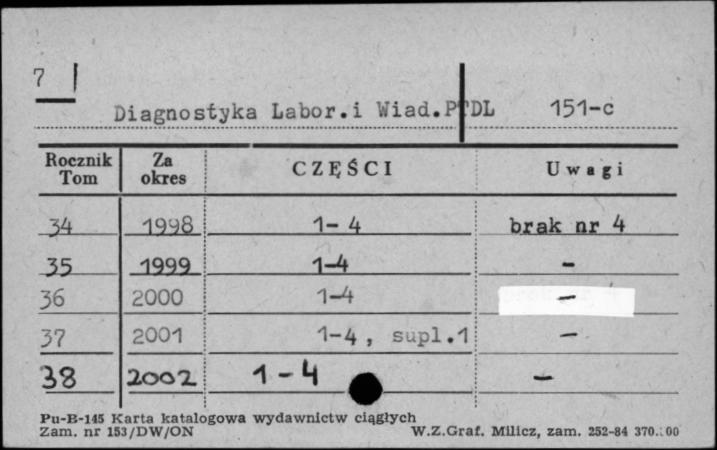 7
Diagnostyka Labor.i Wiad.PTDL 151-c
Rocznik Tom Za okres CZĘŚCI Uwagi
34 1998 1-4 brak nr 4
35 1999 1-4 -
36 2000 1-4 -
37 2001 1-4, supl.1 -
38 2002 1-4 -
Pu-B-145 Karta katalogowa wydawnictw ciągłych
Zam. nr 153/DW/ON W.Z.Graf. Milicz, zam. 252-84